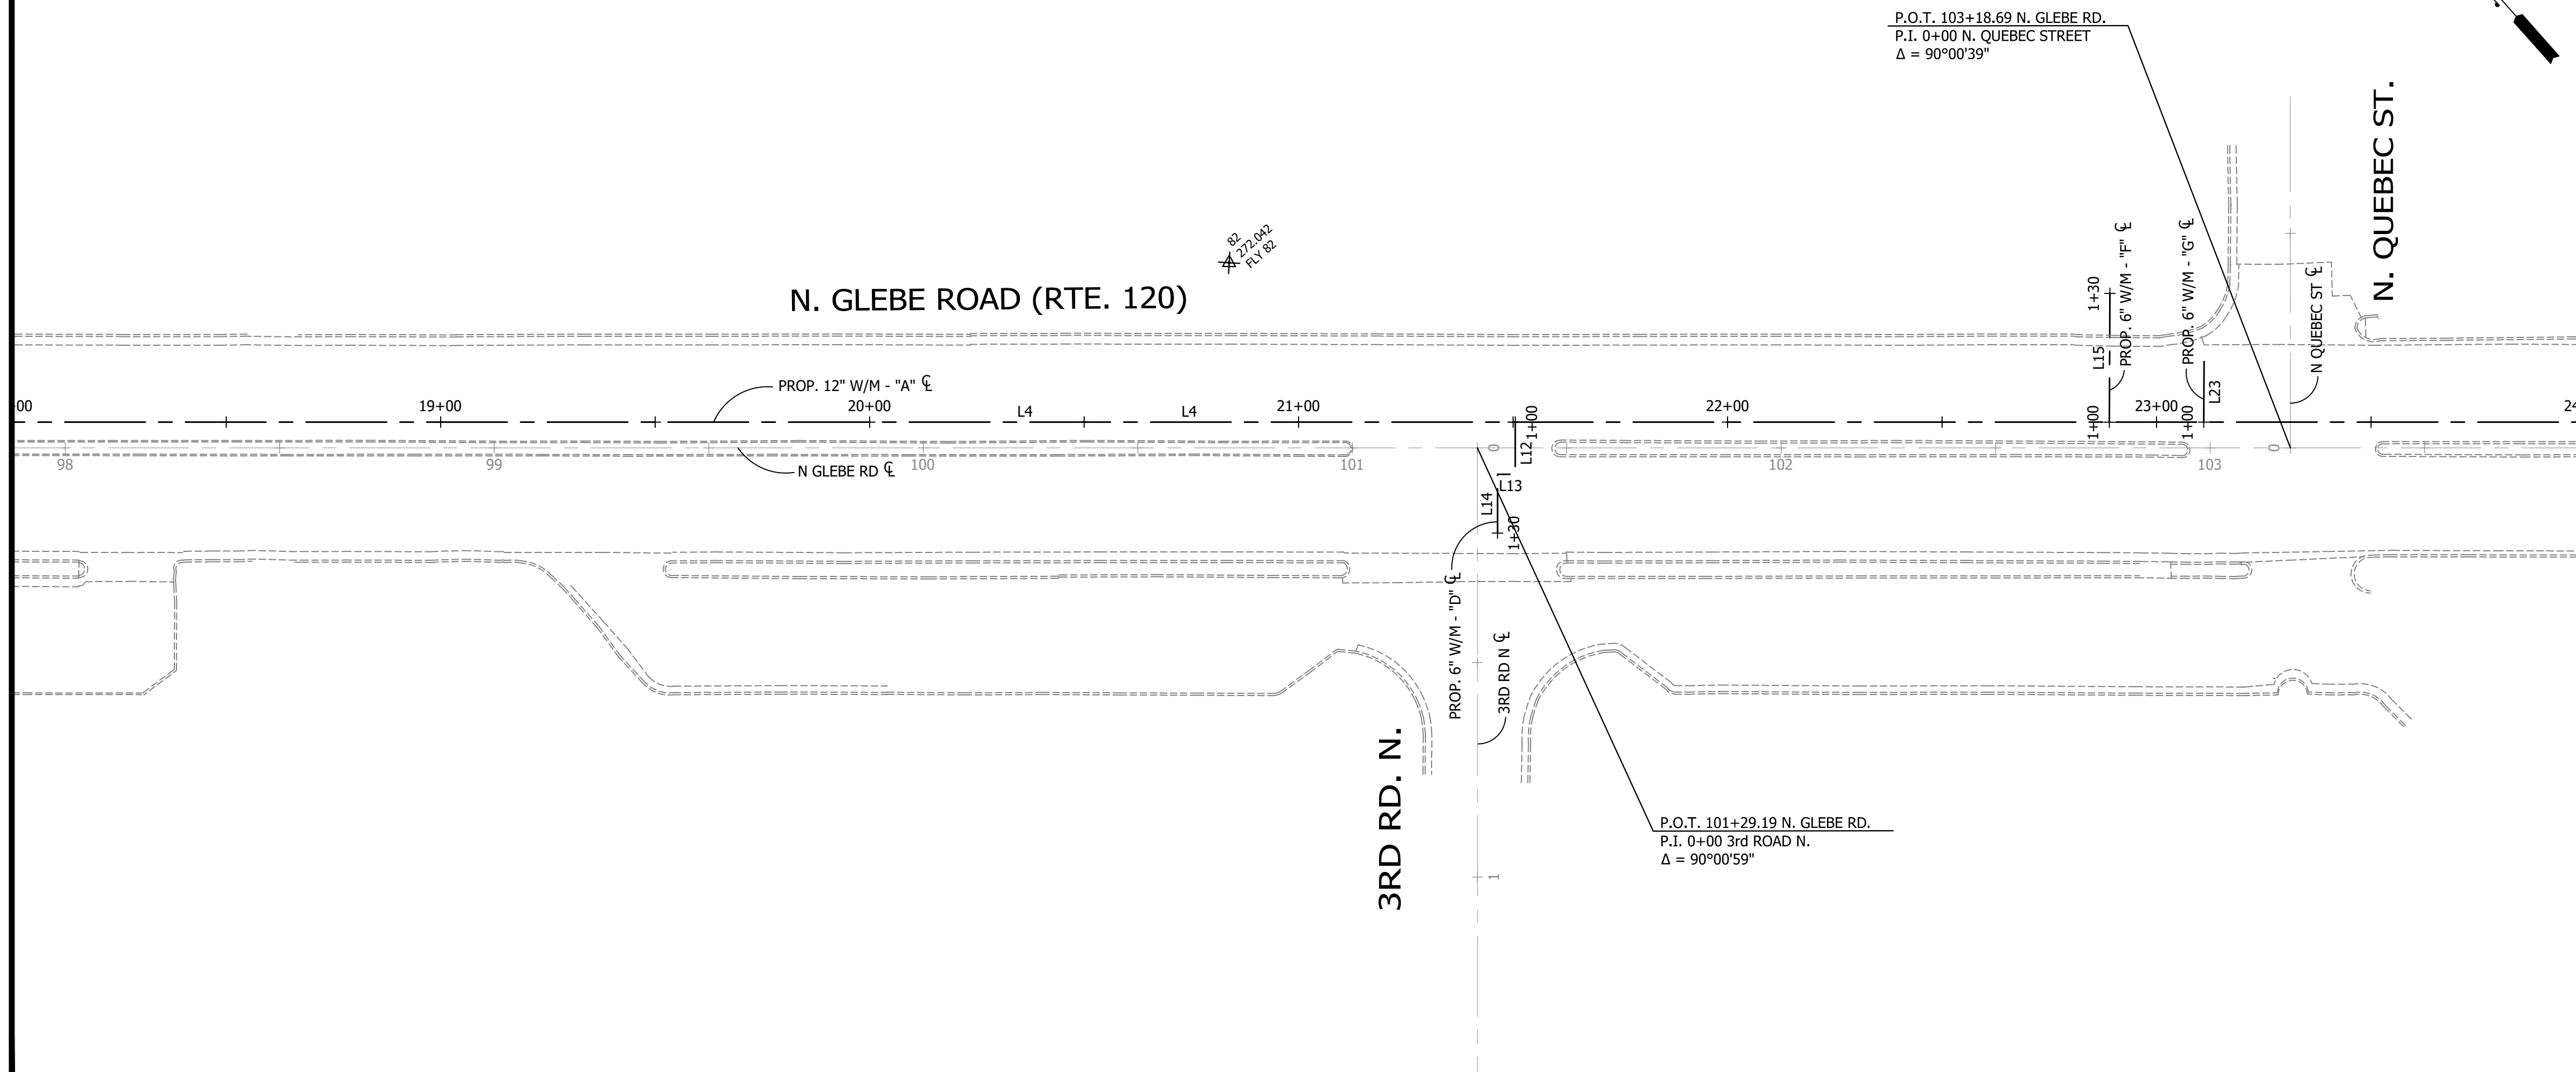 P.O.T. 103+18.69 N. GLEBE RD.
P.I. 0+00 N. QUEBEC STREET
Δ = 90°00'39"
N. QUEBEC ST.
82
272.042
FLY 82
N. GLEBE ROAD (RTE. 120)
1+30
PROP. 6" W/M - "F" ℄
PROP. 6" W/M - "G" ℄
N QUEBEC ST ℄
L15
L23
PROP. 12" W/M - "A" ℄
00
19+00
20+00
L4
L4
21+00
1+00
22+00
1+00
23+00
1+00
98
99
N GLEBE RD ℄
100
101
0
L12
102
103
0
L13
L14
1+30
PROP. 6" W/M - "D" ℄
3RD RD N ℄
3RD RD. N.
P.O.T. 101+29.19 N. GLEBE RD.
P.I. 0+00 3rd ROAD N.
Δ = 90°00'59"
1